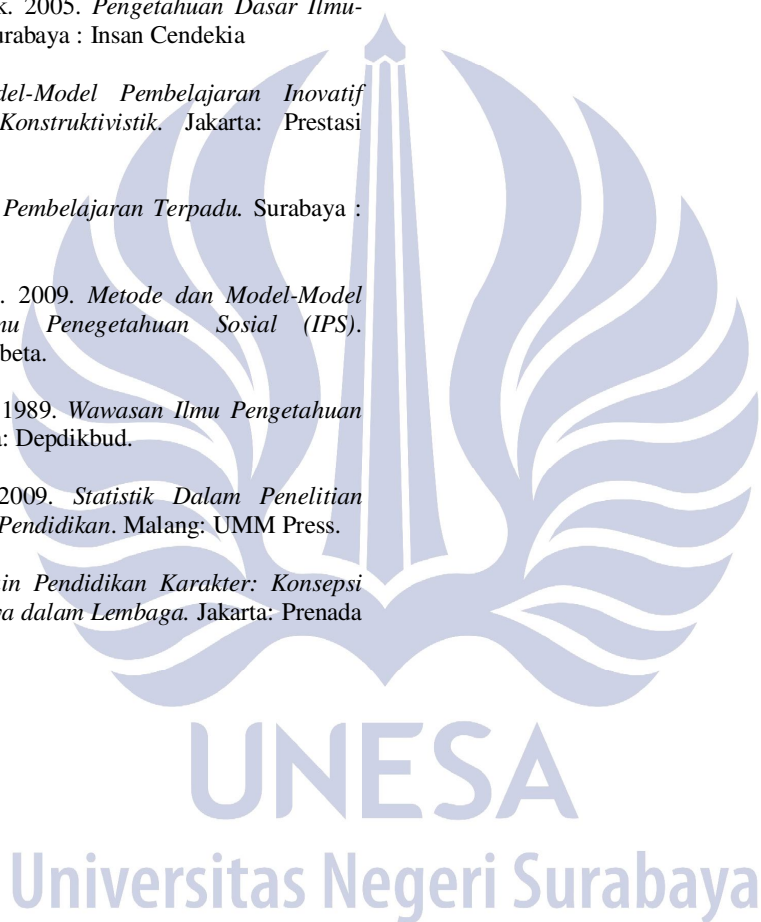 k. 2005. Pengetahuan Dasar Ilmu-
urabaya : Insan Cendekia
del-Model Pembelajaran Inovatif
Konstruktivistik. Jakarta: Prestasi
Pembelajaran Terpadu. Surabaya :
. 2009. Metode dan Model-Model
mu Penegetahuan Sosial (IPS).
beta.
1989. Wawasan Ilmu Pengetahuan
a: Depdikbud.
2009. Statistik Dalam Penelitian
Pendidikan. Malang: UMM Press.
in Pendidikan Karakter: Konsepsi
ya dalam Lembaga. Jakarta: Prenada
UNESA
Universitas Negeri Surabaya